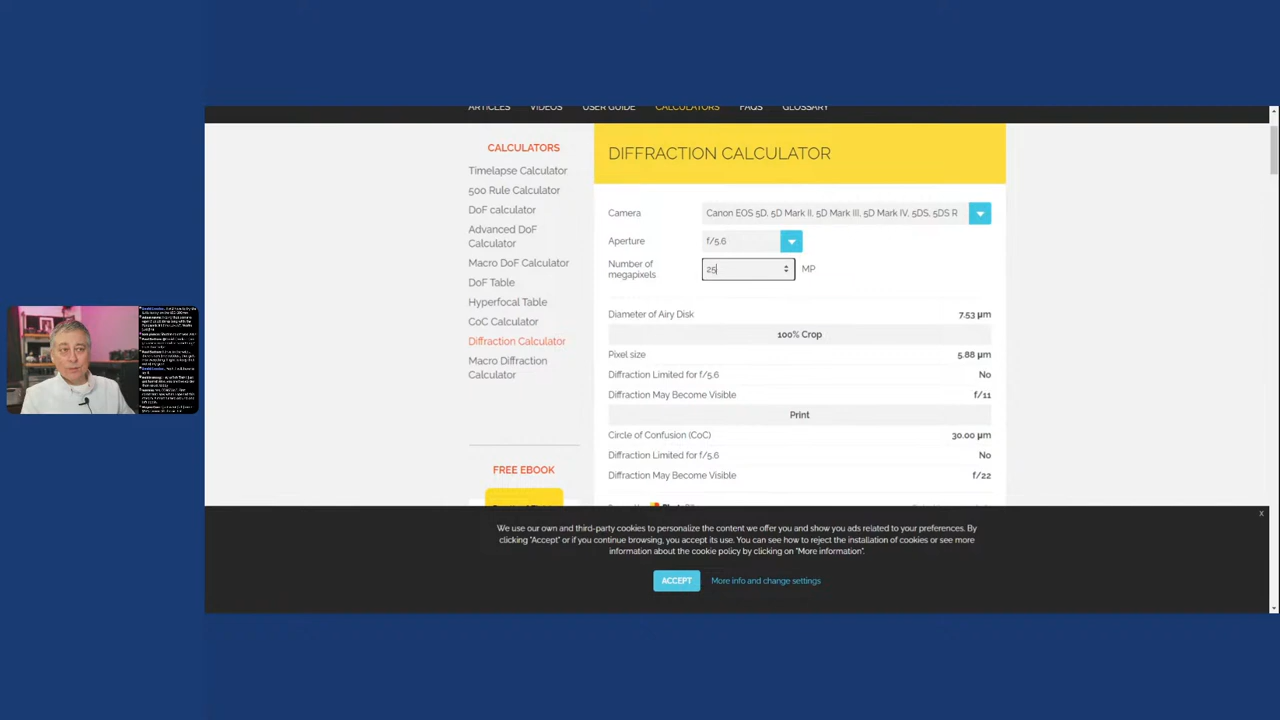 ARTICLES VIDEOS USER GUIDE CALCULATORS FAQS GLOSSARY
CALCULATORS
Timelapse Calculator
500 Rule Calculator
DoF calculator
Advanced DoF
Calculator
Macro DoF Calculator
DoF Table
Hyperfocal Table
CoC Calculator
Diffraction Calculator
Macro Diffraction
Calculator
FREE EBOOK
DIFFRACTION CALCULATOR
Camera Canon EOS 5D, 5D Mark II, 5D Mark III, 5D Mark IV, 5DS, 5DS R
Aperture f/5.6
Number of
megapixels 25 MP
Diameter of Airy Disk 7.53 µm
100% Crop
Pixel size 5.88 µm
Diffraction Limited for f/5.6 No
Diffraction May Become Visible f/11
Print
Circle of Confusion (CoC) 30.00 µm
Diffraction Limited for f/5.6 No
Diffraction May Become Visible f/22
We use our own and third-party cookies to personalize the content we offer you and show you ads related to your preferences. By
clicking "Accept" or if you continue browsing, you accept its use. You can see how to reject the installation of cookies or see more
information about the cookie policy by clicking on "More information".
X
ACCEPT More info and change settings